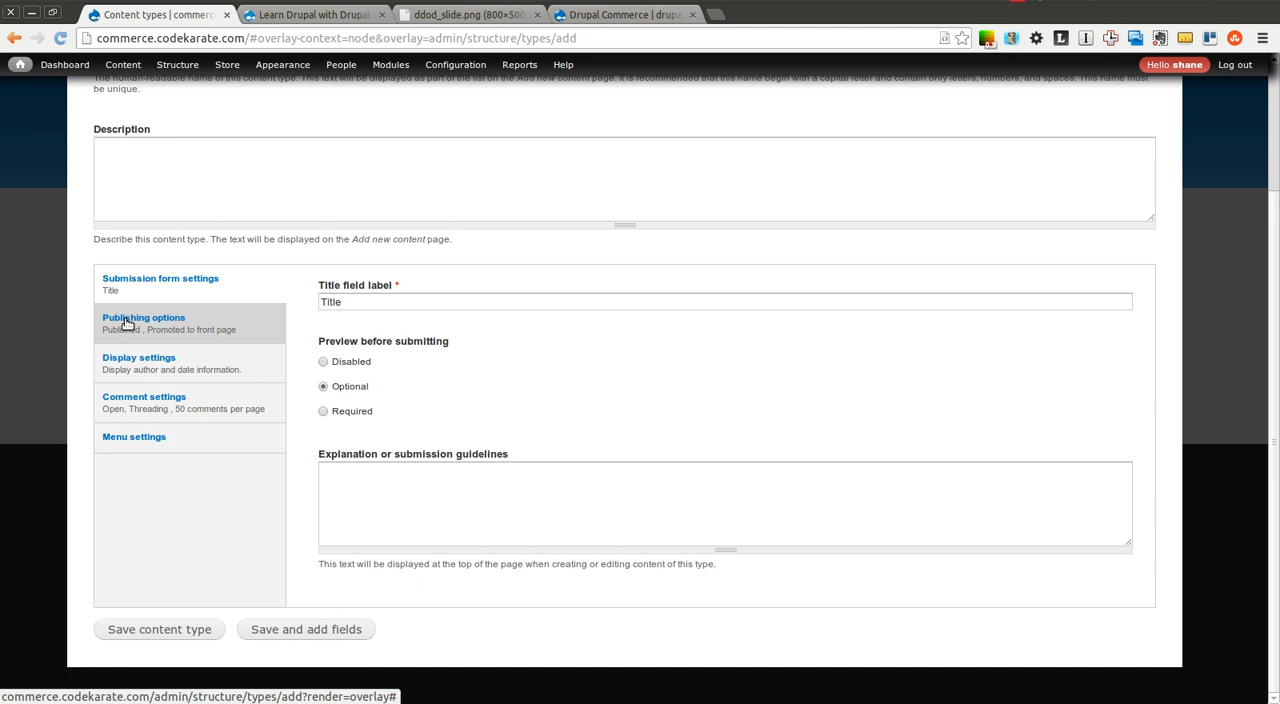 Content types | commerc
Learn Drupal with Drupal
ddod_slide.png (800×500
Drupal Commerce | drupa
commerce.codekarate.com/#overlay-context=node&overlay=admin/structure/types/add
Dashboard Content Structure Store Appearance People Modules Configuration Reports Help Hello shane Log out
The human-readable name of this content type. This text will be displayed as part of the list on the Add new content page. It is recommended that this name begin with a capital letter and contain only letters, numbers, and spaces. This name must
be unique.
Description
Describe this content type. The text will be displayed on the Add new content page.
Submission form settings
Title
Publishing options
Published , Promoted to front page
Display settings
Display author and date information.
Comment settings
Open, Threading , 50 comments per page
Menu settings
Title field label *
Title
Preview before submitting
Disabled
Optional
Required
Explanation or submission guidelines
This text will be displayed at the top of the page when creating or editing content of this type.
Save content type
Save and add fields
commerce.codekarate.com/admin/structure/types/add?render=overlay#